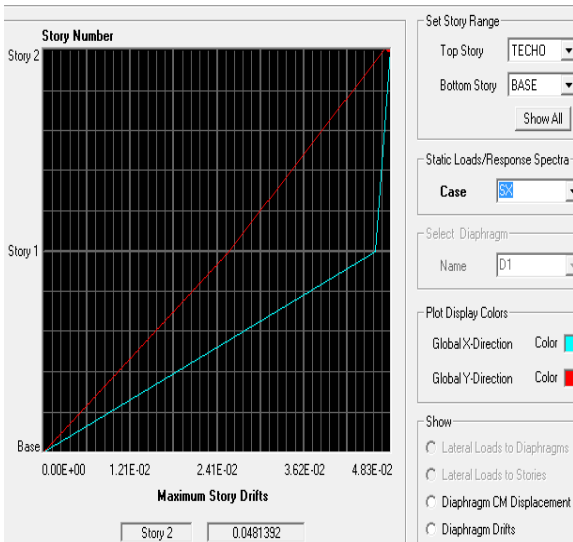 Story Number
Story 2
Story 1
Base
0.00E+00 1.21E-02 2.41E-02 3.62E-02 4.83E-02
Maximum Story Drifts
Story 2 0.0481392
Set Story Range
Top Story TECHO
Bottom Story BASE
Show All
Static Loads/Response Spectra
Case SX
Select Diaphragm
Name D1
Plot Display Colors
Global X-Direction Color
Global Y-Direction Color
Show
Lateral Loads to Diaphragms
Lateral Loads to Stories
Diaphragm CM Displacement
Diaphragm Drifts